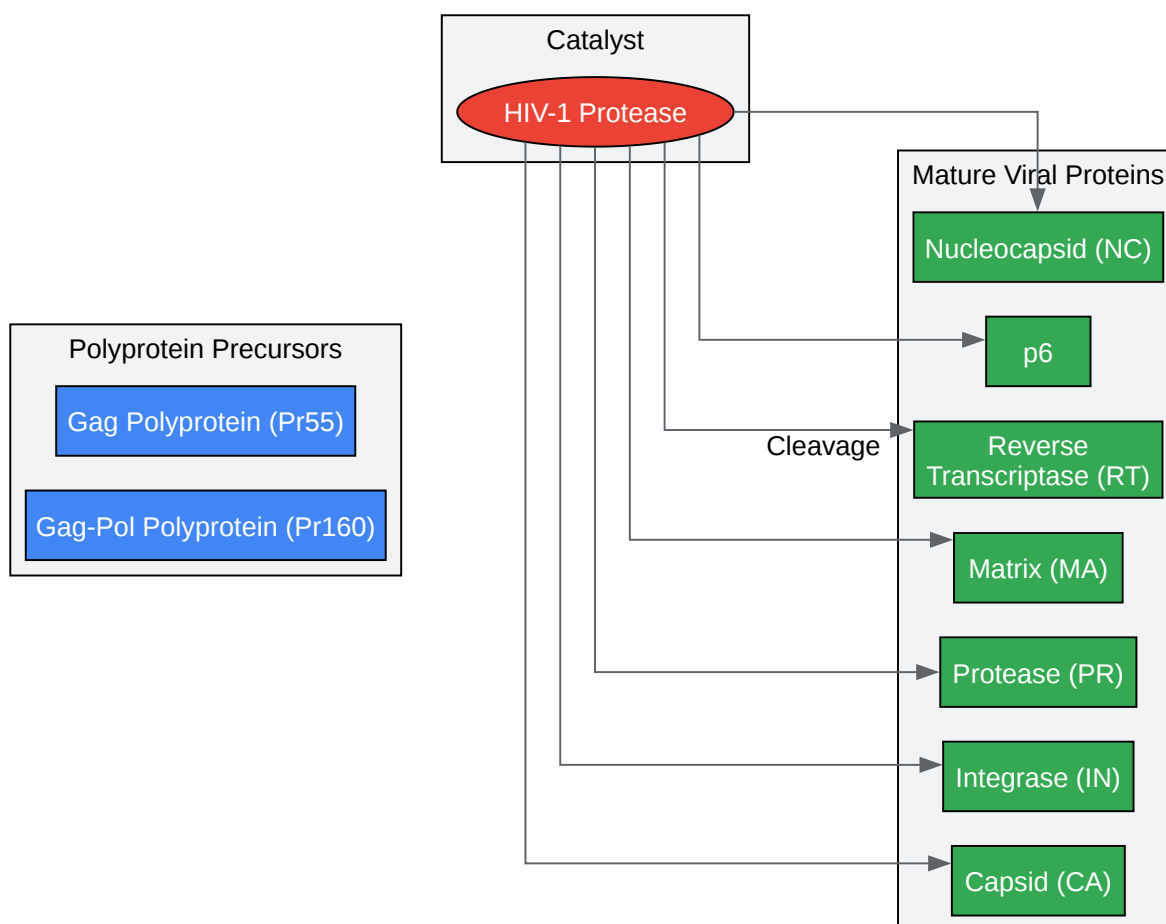 Catalyst
HIV-1 Protease
Mature Viral Proteins
Nucleocapsid (NC)
p6
Reverse
Transcriptase (RT)
Cleavage
Matrix (MA)
Protease (PR)
Integrase (IN)
Capsid (CA)
Polyprotein Precursors
Gag Polyprotein (Pr55)
Gag-Pol Polyprotein (Pr160)